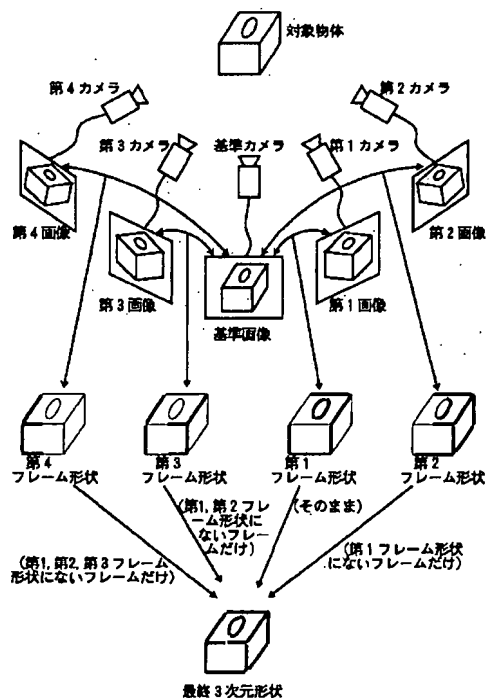 対象物体
第4カメラ
第2カメラ
第3カメラ
基準カメラ
第1カメラ
第4画像
第2画像
第3画像
第1画像
基準画像
第4
フレーム形状
第3
フレーム形状
第1
フレーム形状
第2
フレーム形状
(第1, 第2フレ
ーム形状に
ないフレー
ムだけ)
(そのまま)
(第1, 第2, 第3フレーム
形状にないフレームだけ)
(第1フレーム形状
にないフレームだけ)
最終3次元形状